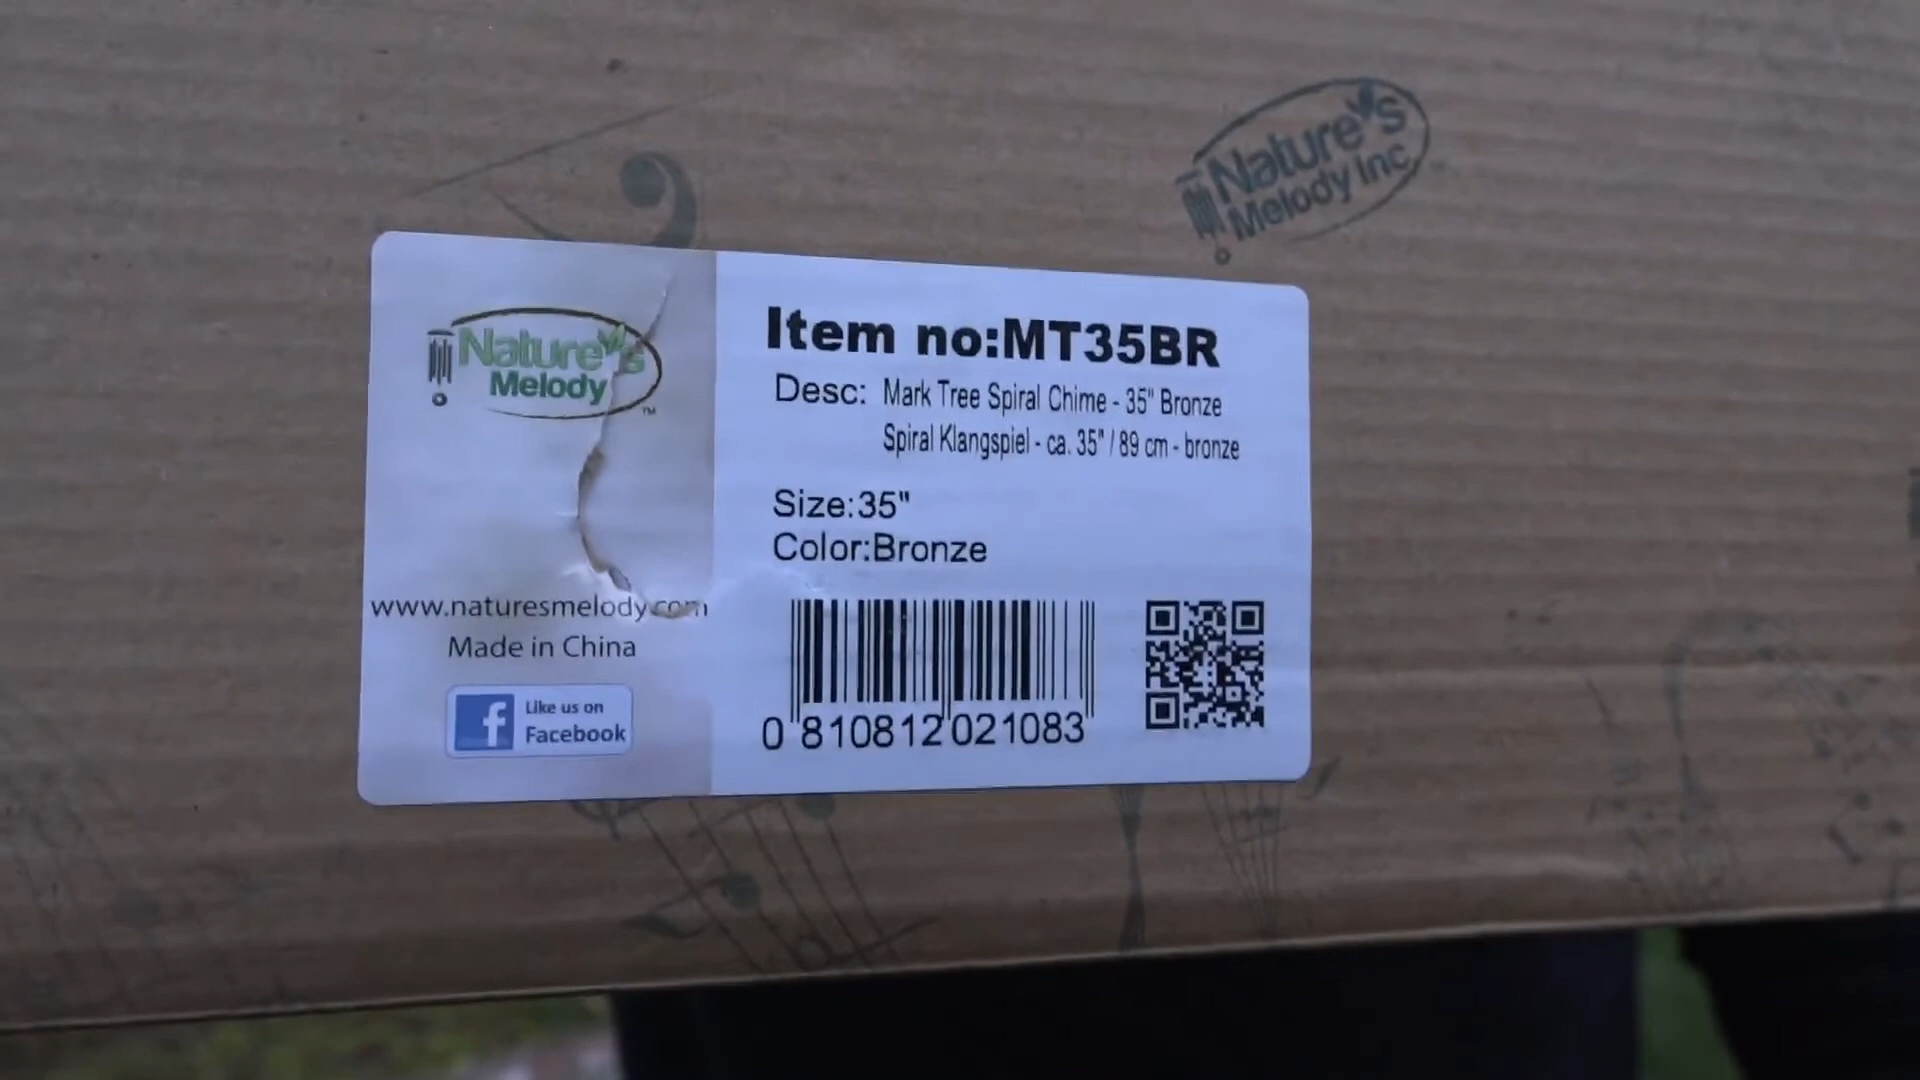 Nature's
Melody Inc
Nature's
Melody
TM
www.naturesmelody.com
Made in China
f
Like us on
Facebook
Item no:MT35BR
Desc: Mark Tree Spiral Chime - 35" Bronze
Spiral Klangspiel - ca. 35" / 89 cm - bronze
Size:35"
Color:Bronze
0 810812 021083